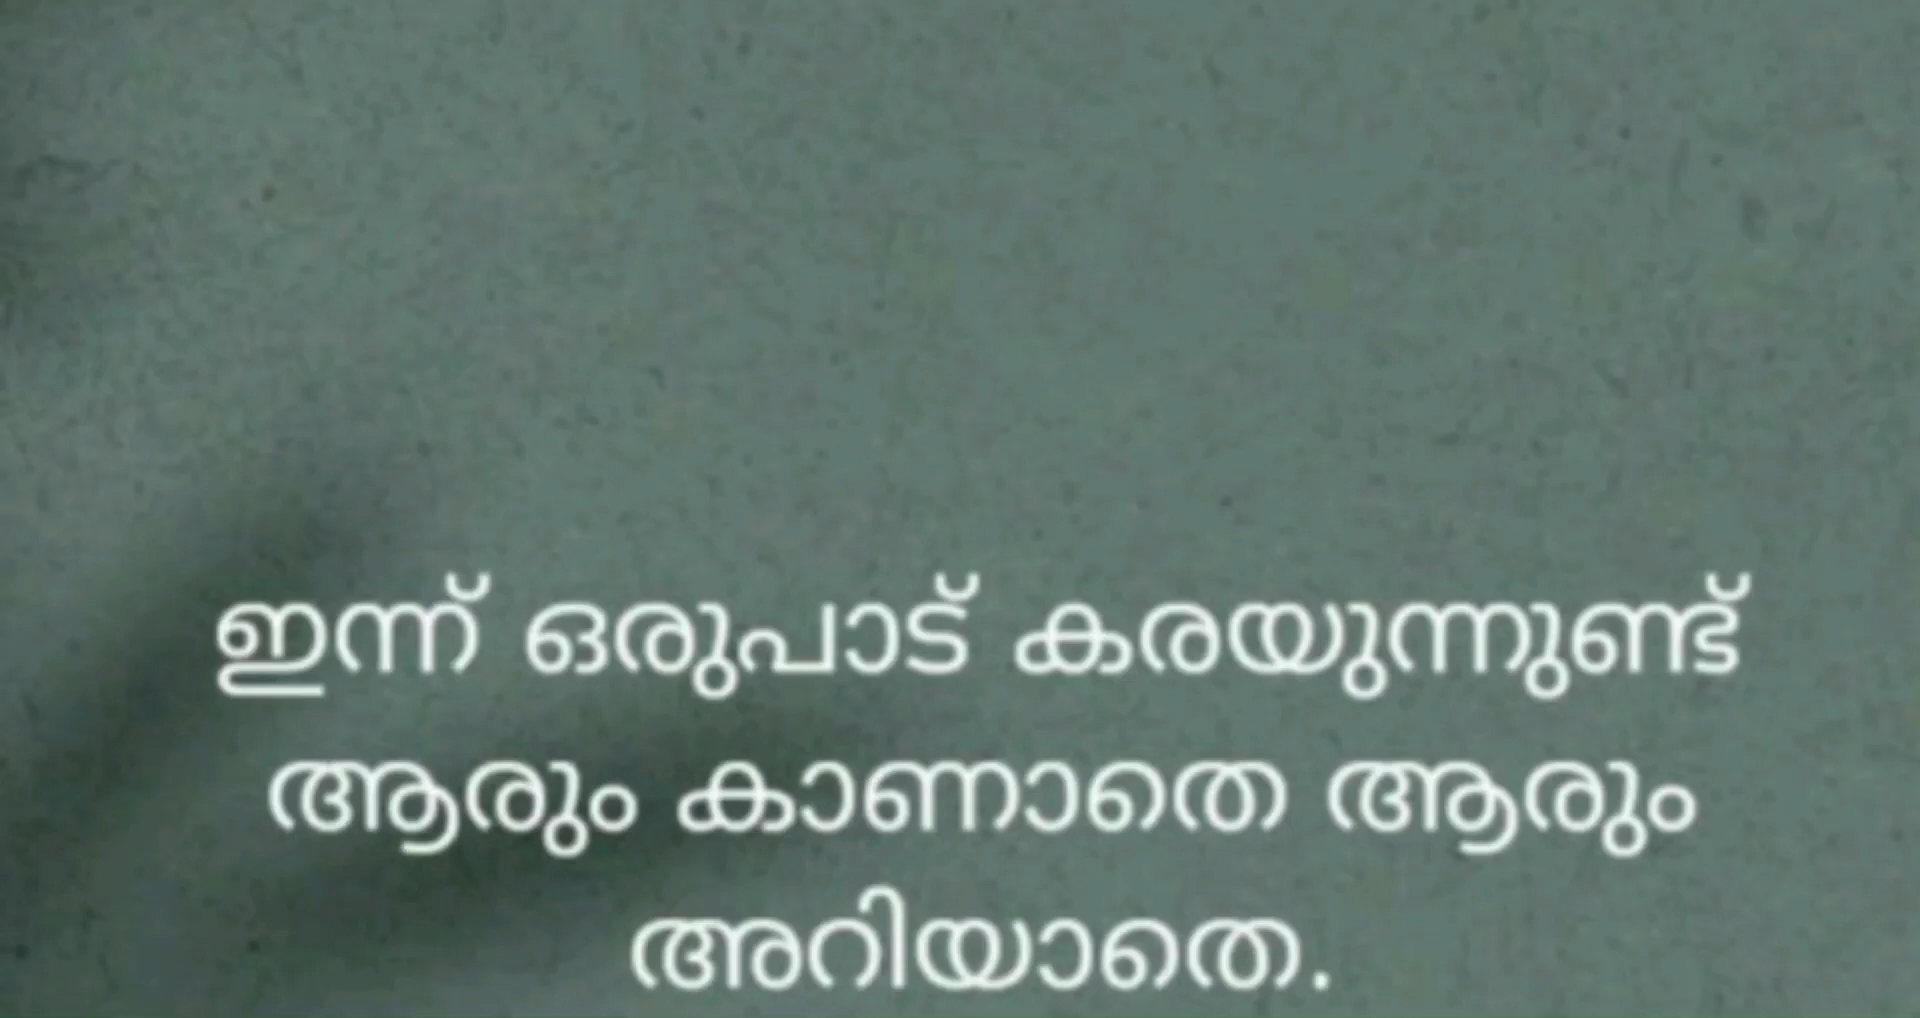 ഇന്ന് ഒരുപാട് കരയുന്നുണ്ട്
ആരും കാണാതെ ആരും
അറിയാതെ.